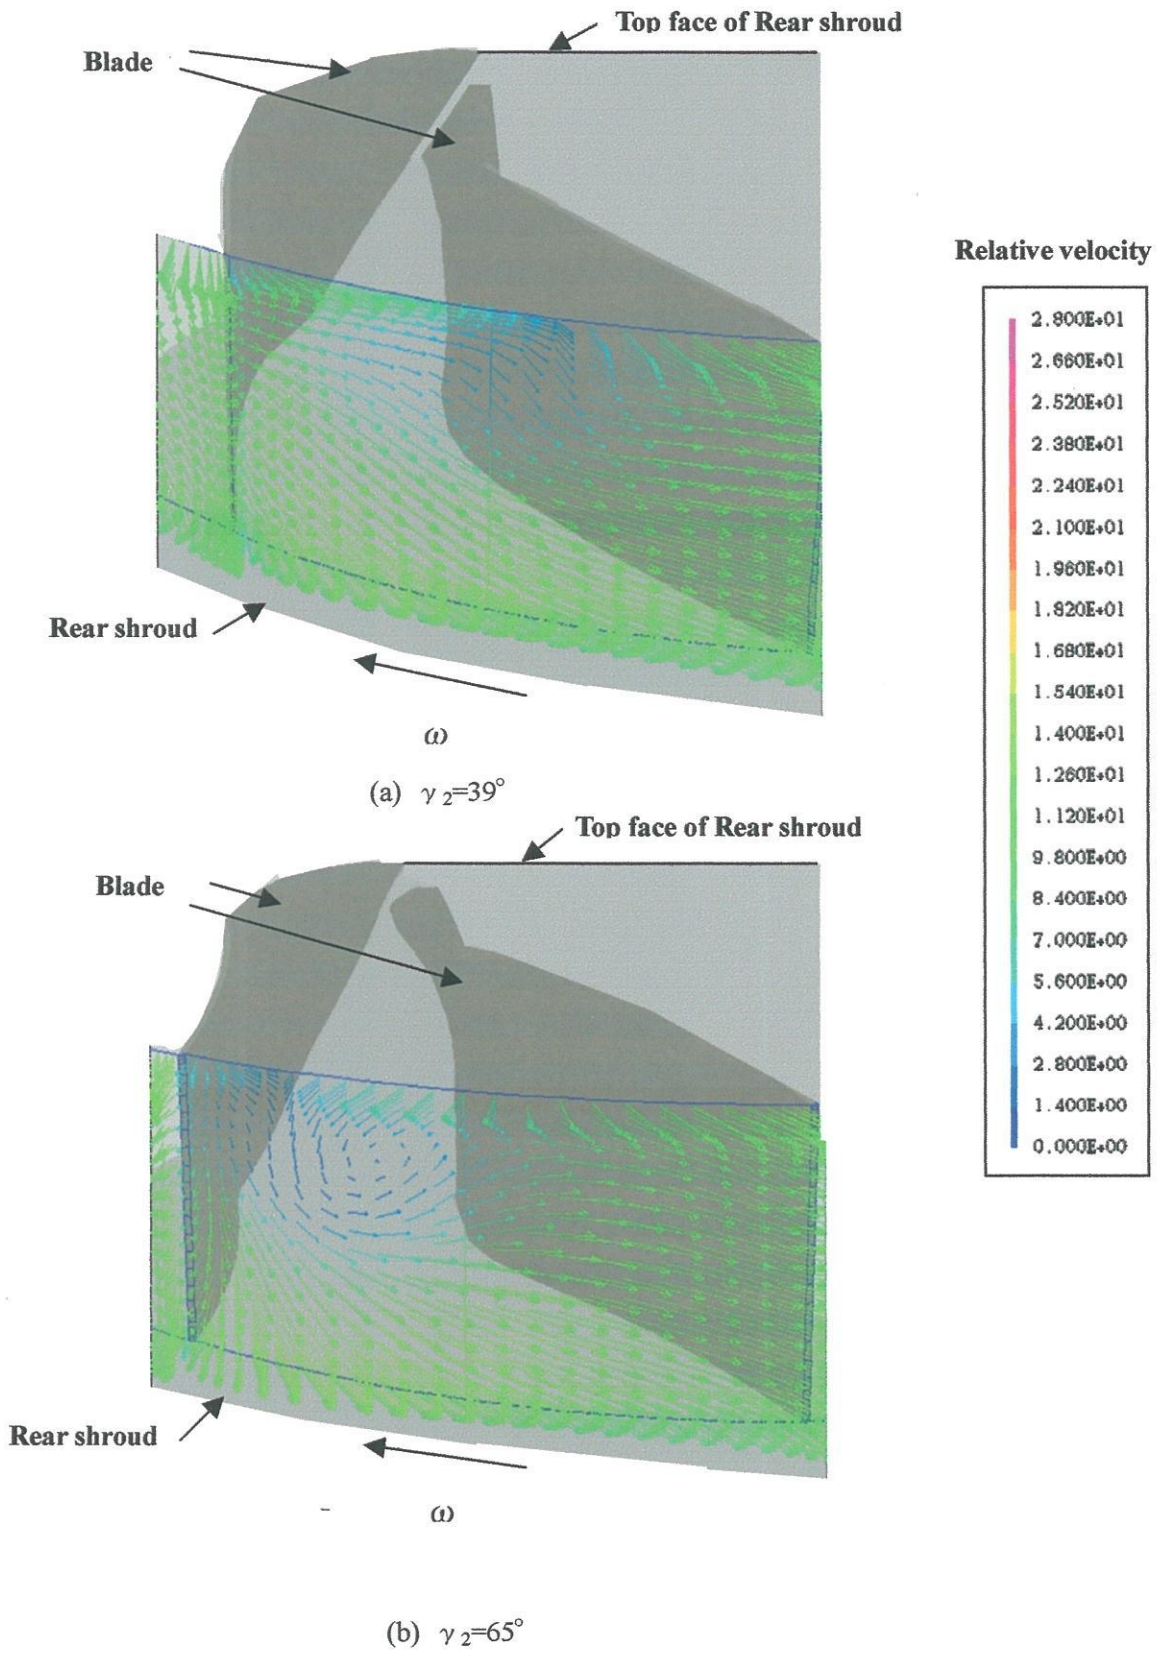 Top face of Rear shroud
Blade
Relative velocity
2.800E+01
2.660E+01
2.520E+01
2.380E+01
2.240E+01
2.100E+01
1.960E+01
1.820E+01
1.680E+01
1.540E+01
1.400E+01
1.260E+01
1.120E+01
9.800E+00
8.400E+00
7.000E+00
5.600E+00
4.200E+00
2.800E+00
1.400E+00
0.000E+00
Rear shroud
ω
(a) γ 2=39°
Top face of Rear shroud
Blade
Rear shroud
ω
(b) γ 2=65°